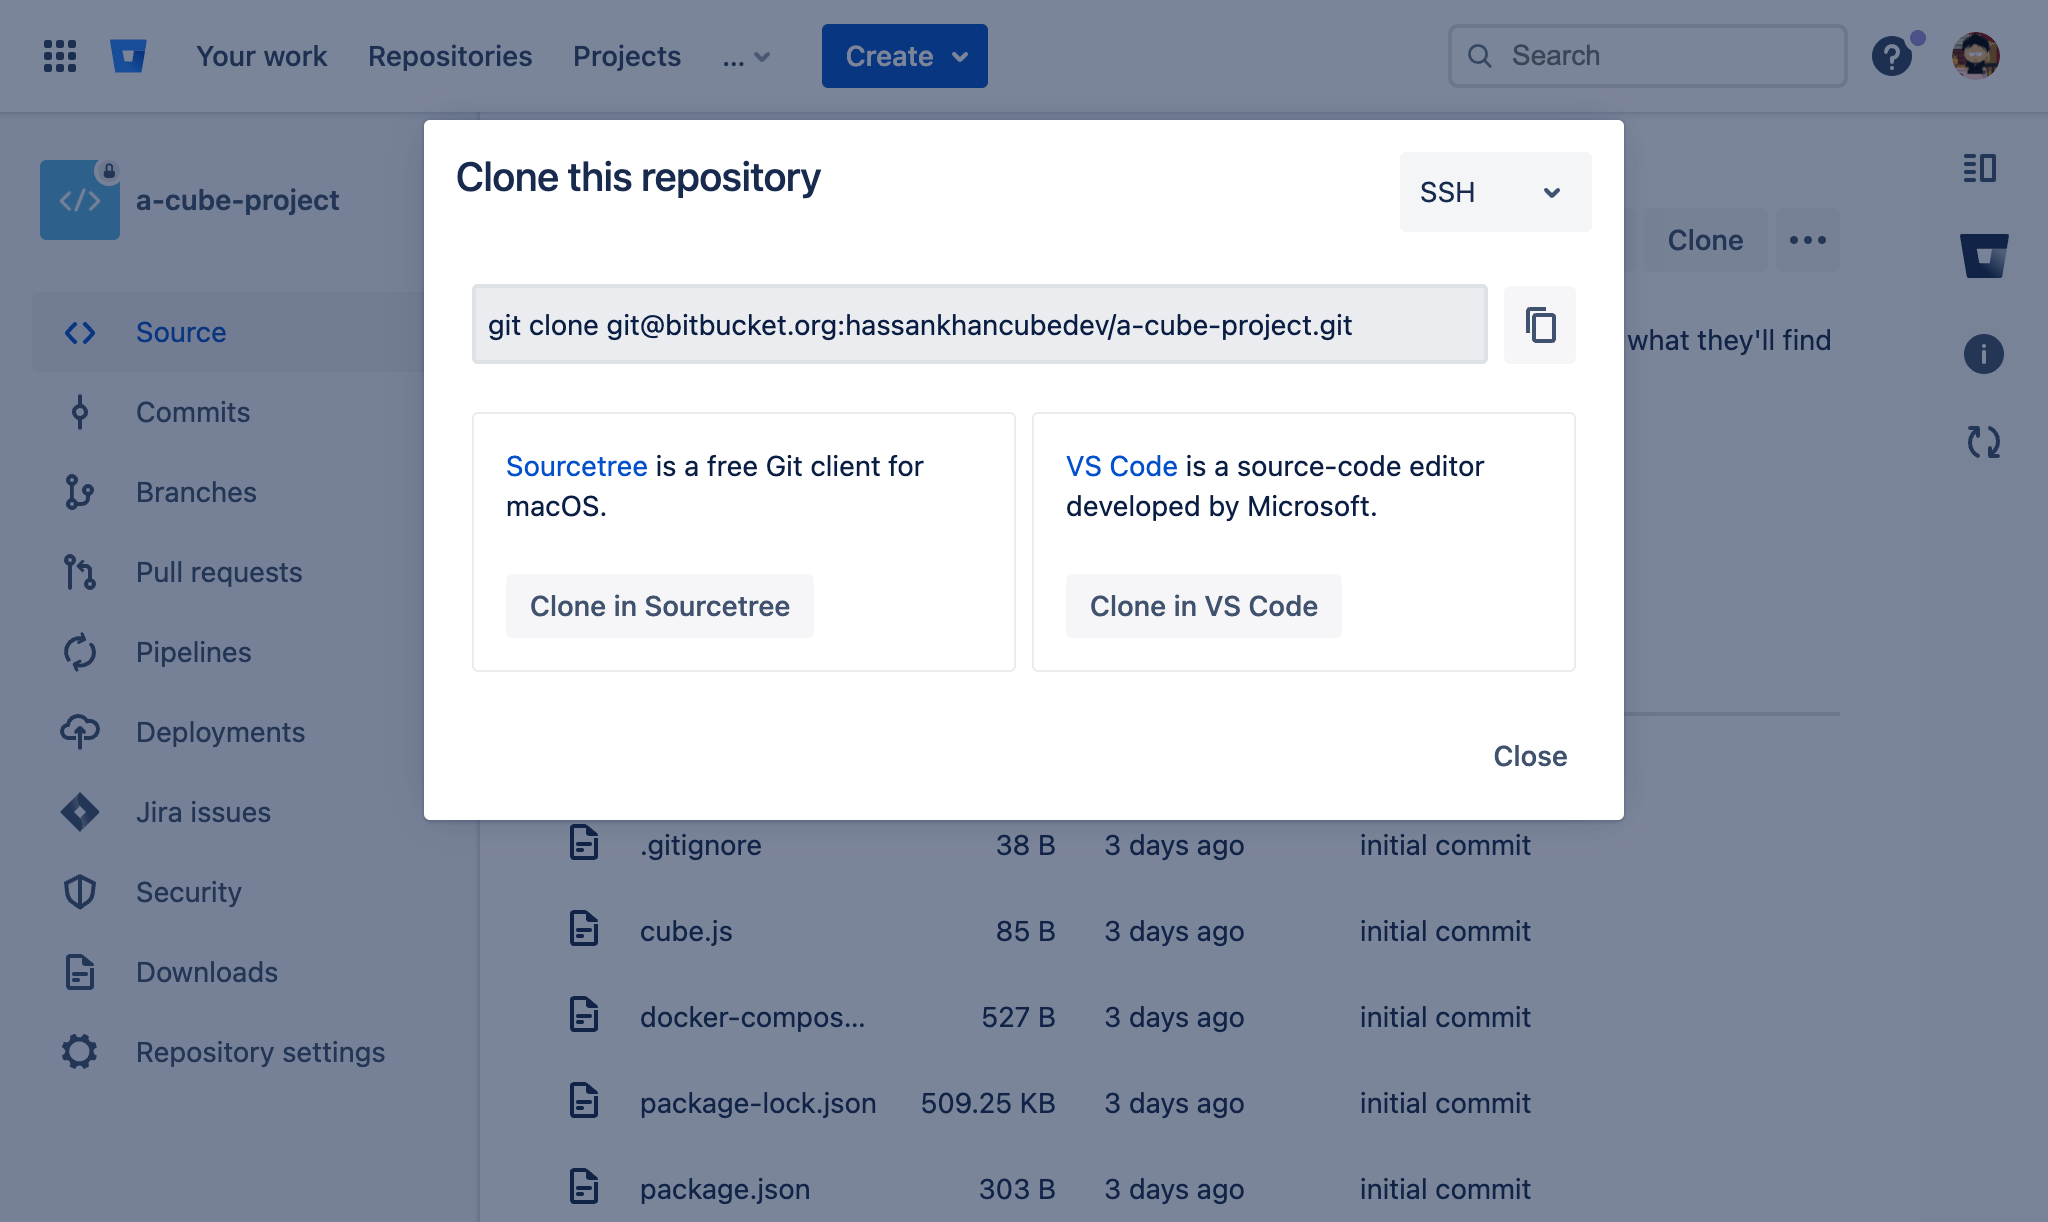 Your work
Repositories
Projects
...
Create
Search
a-cube-project
Source
Commits
Branches
Pull requests
Pipelines
Deployments
Jira issues
Security
Downloads
Repository settings
Clone
what they'll find
Clone this repository
SSH
git clone git@bitbucket.org:hassankhancubedev/a-cube-project.git
Sourcetree is a free Git client for
macOS.
Clone in Sourcetree
VS Code is a source-code editor
developed by Microsoft.
Clone in VS Code
Close
.gitignore 38 B 3 days ago initial commit
cube.js 85 B 3 days ago initial commit
docker-compos... 527 B 3 days ago initial commit
package-lock.json 509.25 KB 3 days ago initial commit
package.json 303 B 3 days ago initial commit